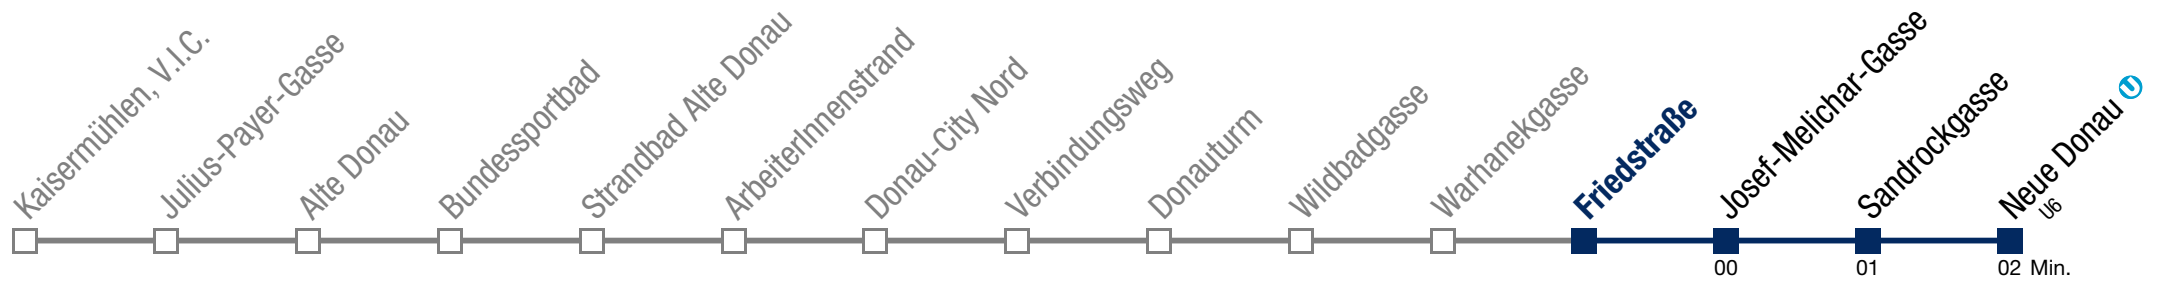 Kaisermühlen, V.I.C.
Julius-Payer-Gasse
Alte Donau
Bundessportbad
Strandbad Alte Donau
ArbeiterInnenstrand
Donau-City Nord
Verbindungsweg
Donauturm
Wildbadgasse
Warhanekgasse
Friedstraße
Josef-Melichar-Gasse
Sandrockgasse
Neue Donau
U6
00 01 02 Min.